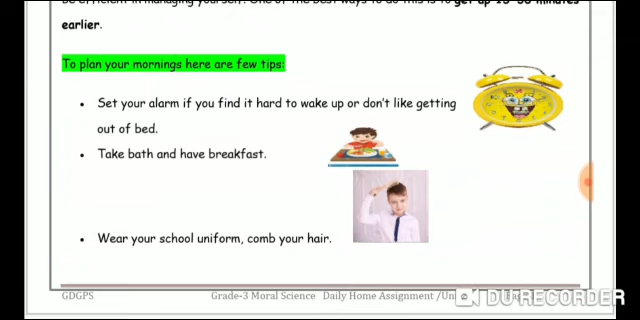 earlier.
To plan your mornings here are few tips:
• Set your alarm if you find it hard to wake up or don't like getting
out of bed.
• Take bath and have breakfast.
• Wear your school uniform, comb your hair.
GDGPS Grade-3 Moral Science Daily Home Assignment
DU RECORDER